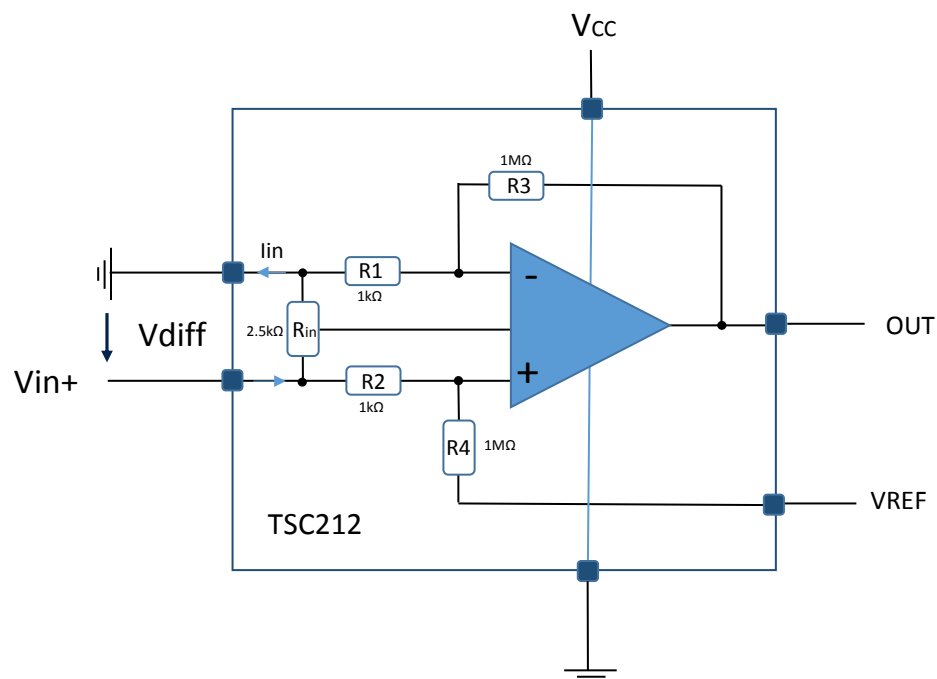 VCC
1MΩ
R3
Iin
R1
1kΩ
-
Vdiff
2.5kΩ
Rin
OUT
Vin+
R2
1kΩ
+
R4
1MΩ
VREF
TSC212